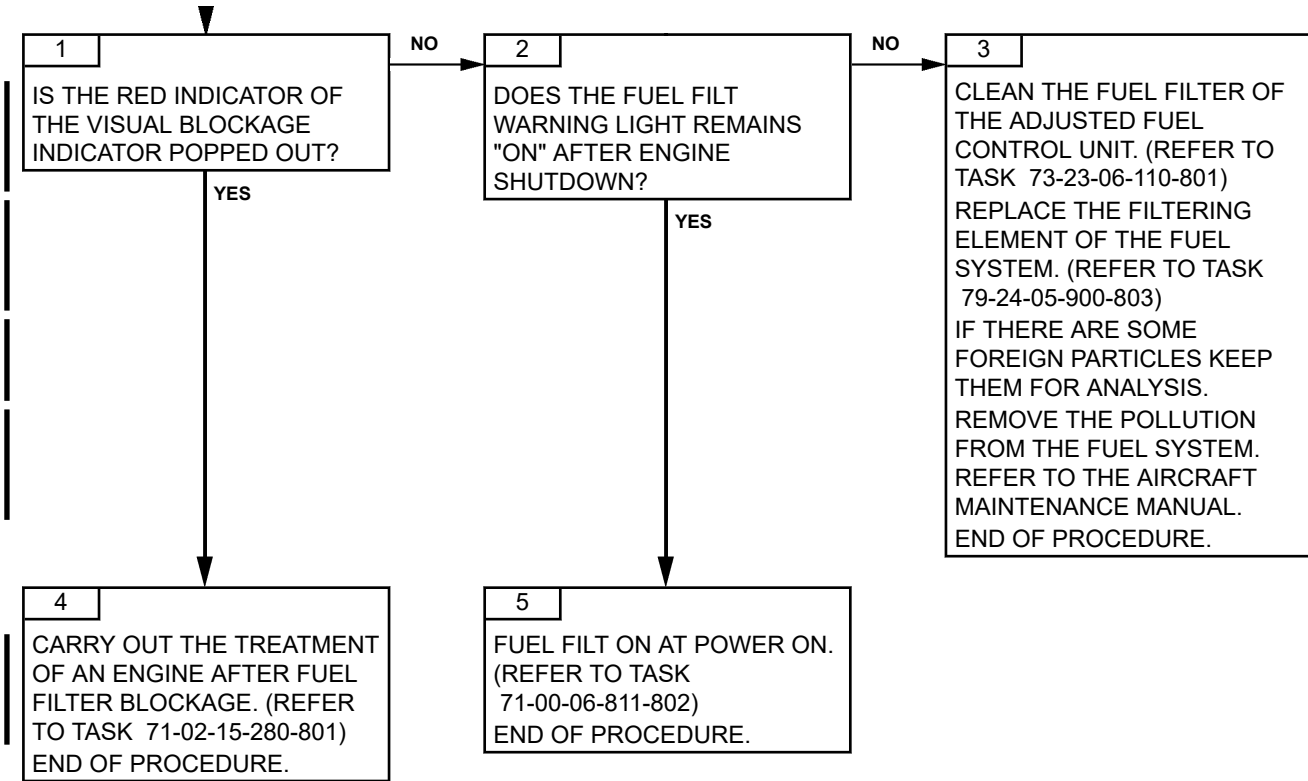 1
IS THE RED INDICATOR OF
THE VISUAL BLOCKAGE
INDICATOR POPPED OUT?
NO
YES
2
DOES THE FUEL FILT
WARNING LIGHT REMAINS
"ON" AFTER ENGINE
SHUTDOWN?
NO
YES
3
CLEAN THE FUEL FILTER OF
THE ADJUSTED FUEL
CONTROL UNIT. (REFER TO
TASK 73-23-06-110-801)
REPLACE THE FILTERING
ELEMENT OF THE FUEL
SYSTEM. (REFER TO TASK
79-24-05-900-803)
IF THERE ARE SOME
FOREIGN PARTICLES KEEP
THEM FOR ANALYSIS.
REMOVE THE POLLUTION
FROM THE FUEL SYSTEM.
REFER TO THE AIRCRAFT
MAINTENANCE MANUAL.
END OF PROCEDURE.
4
CARRY OUT THE TREATMENT
OF AN ENGINE AFTER FUEL
FILTER BLOCKAGE. (REFER
TO TASK 71-02-15-280-801)
END OF PROCEDURE.
5
FUEL FILT ON AT POWER ON.
(REFER TO TASK
71-00-06-811-802)
END OF PROCEDURE.